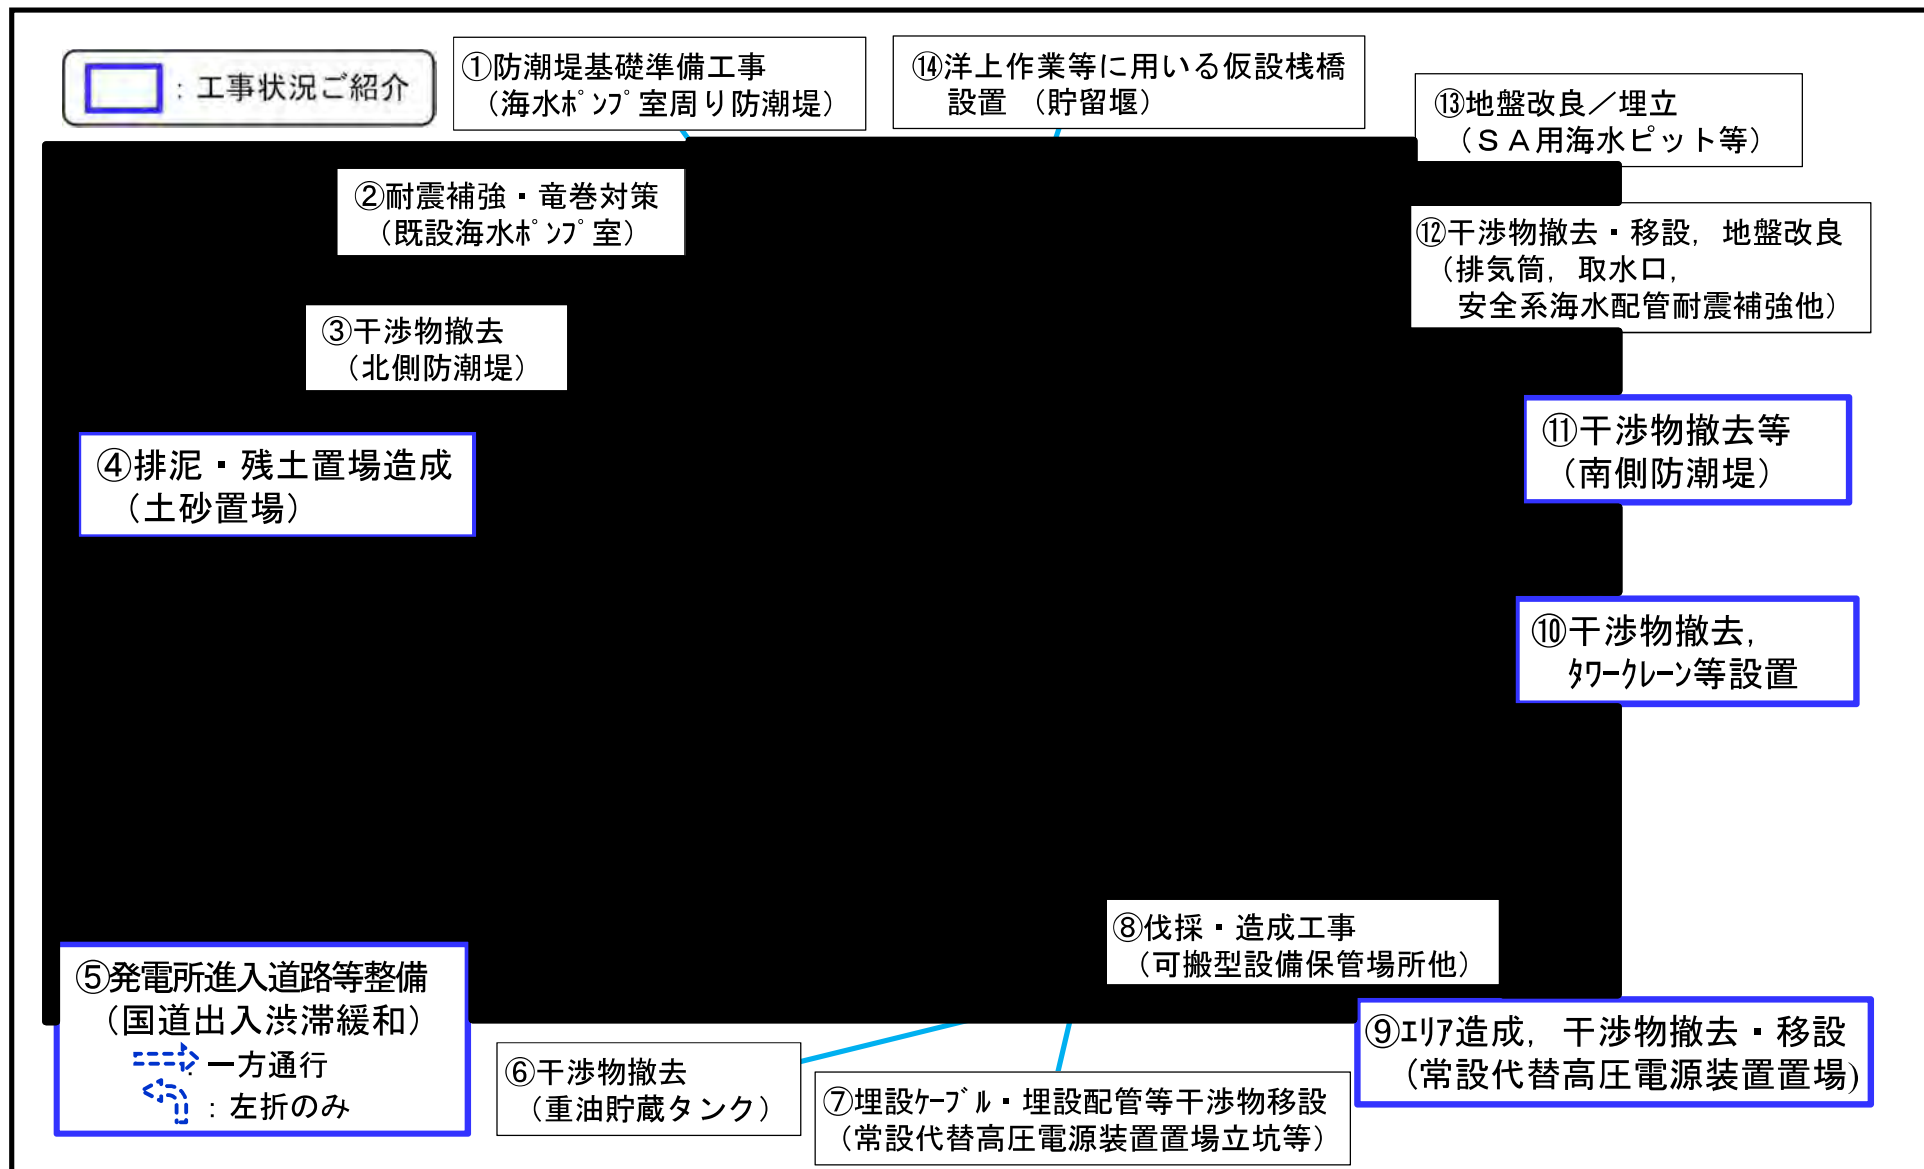 ：工事状況ご紹介
①防潮堤基礎準備工事
（海水ﾎﾟﾝﾌﾟ室周り防潮堤）
⑭洋上作業等に用いる仮設桟橋
設置 （貯留堰）
⑬地盤改良／埋立
（ＳＡ用海水ピット等）
②耐震補強・竜巻対策
（既設海水ﾎﾟﾝﾌﾟ室）
⑫干渉物撤去・移設，地盤改良
（排気筒，取水口，
安全系海水配管耐震補強他）
③干渉物撤去
（北側防潮堤）
⑪干渉物撤去等
（南側防潮堤）
④排泥・残土置場造成
（土砂置場）
⑩干渉物撤去，
ﾀﾜｰｸﾚｰﾝ等設置
⑧伐採・造成工事
（可搬型設備保管場所他）
⑤発電所進入道路等整備
（国道出入渋滞緩和）
：一方通行
：左折のみ
⑥干渉物撤去
（重油貯蔵タンク）
⑦埋設ｹｰﾌﾞﾙ・埋設配管等干渉物移設
（常設代替高圧電源装置置場立坑等）
⑨ｴﾘｱ造成，干渉物撤去・移設
（常設代替高圧電源装置置場)